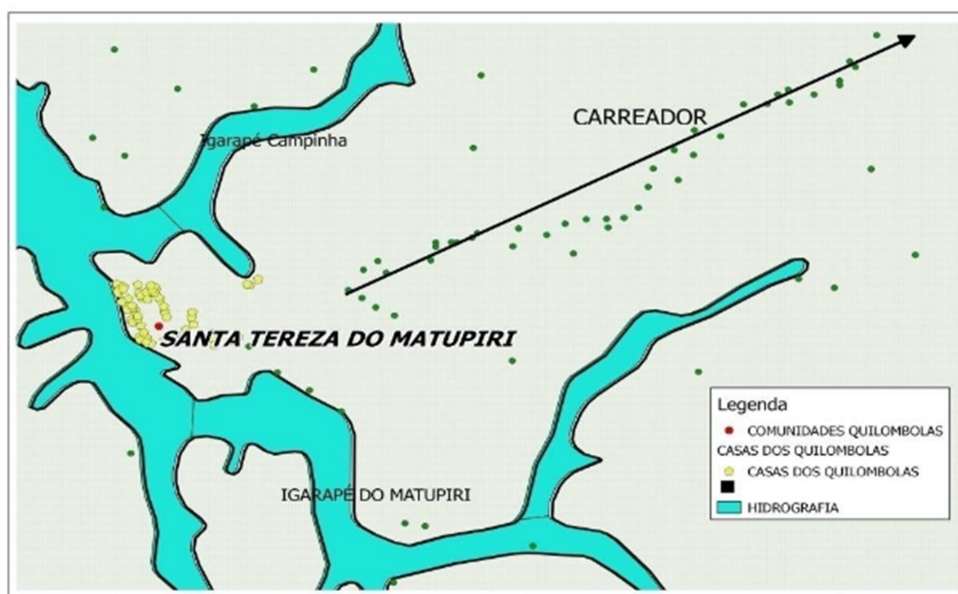 CARREADOR
Igarapé Campinha
SANTA TEREZA DO MATUPIRI
IGARAPÉ DO MATUPIRI
Legenda
COMUNIDADES QUILOMBOLAS
CASAS DOS QUILOMBOLAS
CASAS DOS QUILOMBOLAS
HIDROGRAFIA